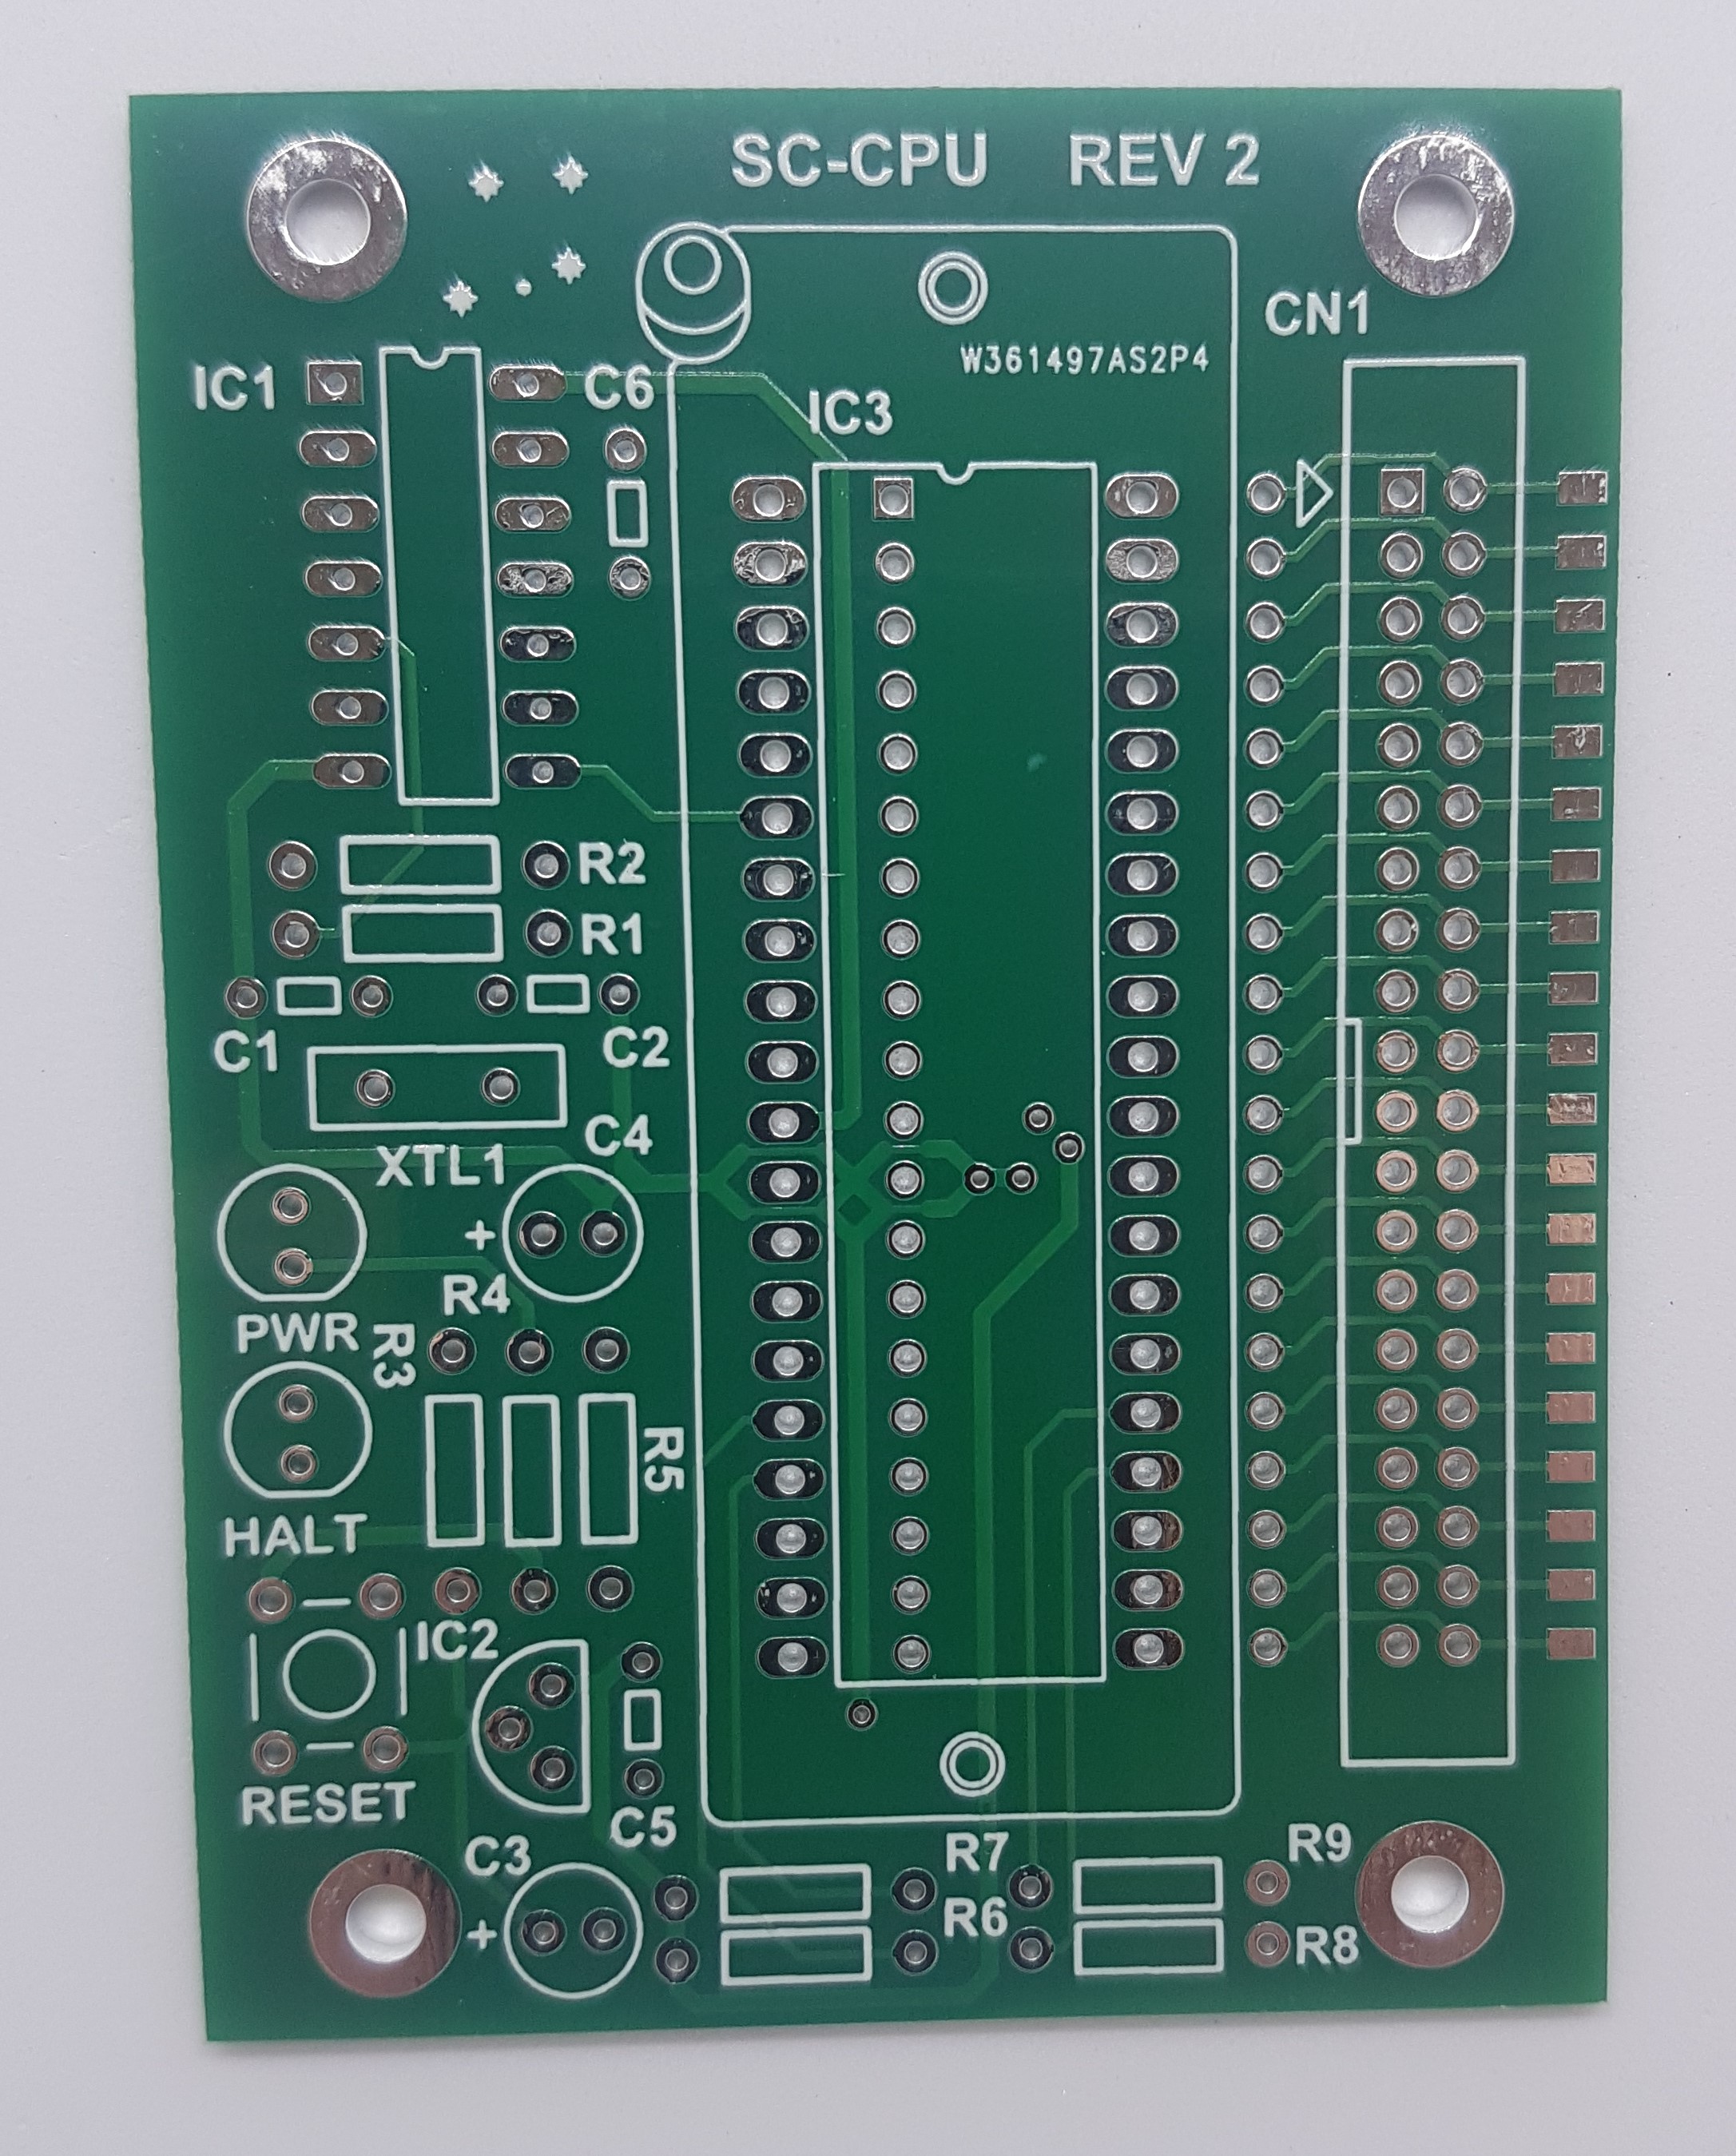 SC-CPU REV 2
CN1
W361497AS2P4
IC1
C6
IC3
R2
R1
C1
C2
XTL1
C4
+
R4
PWR
R3
R5
HALT
IC2
RESET
C5
C3
+
R7
R6
R9
R8